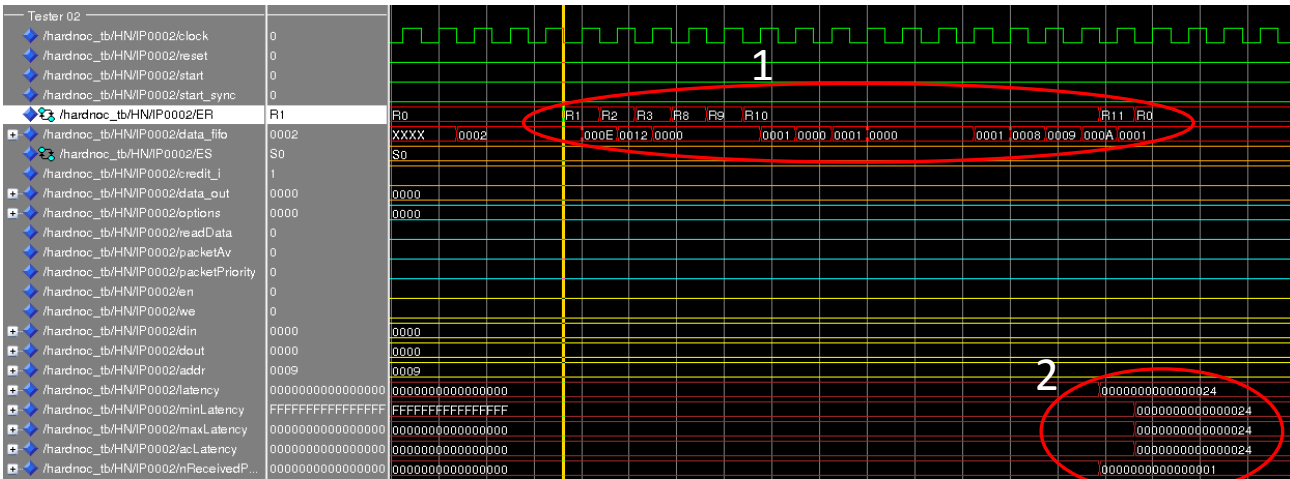 Tester 02
1
/hardnoc_tb/HN/IP0002/clock 0
/hardnoc_tb/HN/IP0002/reset 0
/hardnoc_tb/HN/IP0002/start 0
/hardnoc_tb/HN/IP0002/start_sync 0
/hardnoc_tb/HN/IP0002/ER R1 R0 R1 R2 R3 R8 R9 R10 R11 R0
/hardnoc_tb/HN/IP0002/data_fifo 0002 XXXX 0002 000E 0012 0000 0001 0000 0001 0000 0001 0008 0009 000A 0001
/hardnoc_tb/HN/IP0002/ES S0 S0
/hardnoc_tb/HN/IP0002/credit_i 1
/hardnoc_tb/HN/IP0002/data_out 0000 0000
/hardnoc_tb/HN/IP0002/options 0000 0000
/hardnoc_tb/HN/IP0002/readData 0
/hardnoc_tb/HN/IP0002/packetAv 0
/hardnoc_tb/HN/IP0002/packetPriority 0
/hardnoc_tb/HN/IP0002/en 0
/hardnoc_tb/HN/IP0002/we 0
/hardnoc_tb/HN/IP0002/din 0000 0000
/hardnoc_tb/HN/IP0002/dout 0000 0000
/hardnoc_tb/HN/IP0002/addr 0009 0009
2
/hardnoc_tb/HN/IP0002/latency 0000000000000000 0000000000000000 0000000000000024
/hardnoc_tb/HN/IP0002/minLatency FFFFFFFFFFFFFFFF FFFFFFFFFFFFFFFF 0000000000000024
/hardnoc_tb/HN/IP0002/maxLatency 0000000000000000 0000000000000000 0000000000000024
/hardnoc_tb/HN/IP0002/acLatency 0000000000000000 0000000000000000 0000000000000024
/hardnoc_tb/HN/IP0002/nReceivedP... 0000000000000000 0000000000000000 0000000000000001